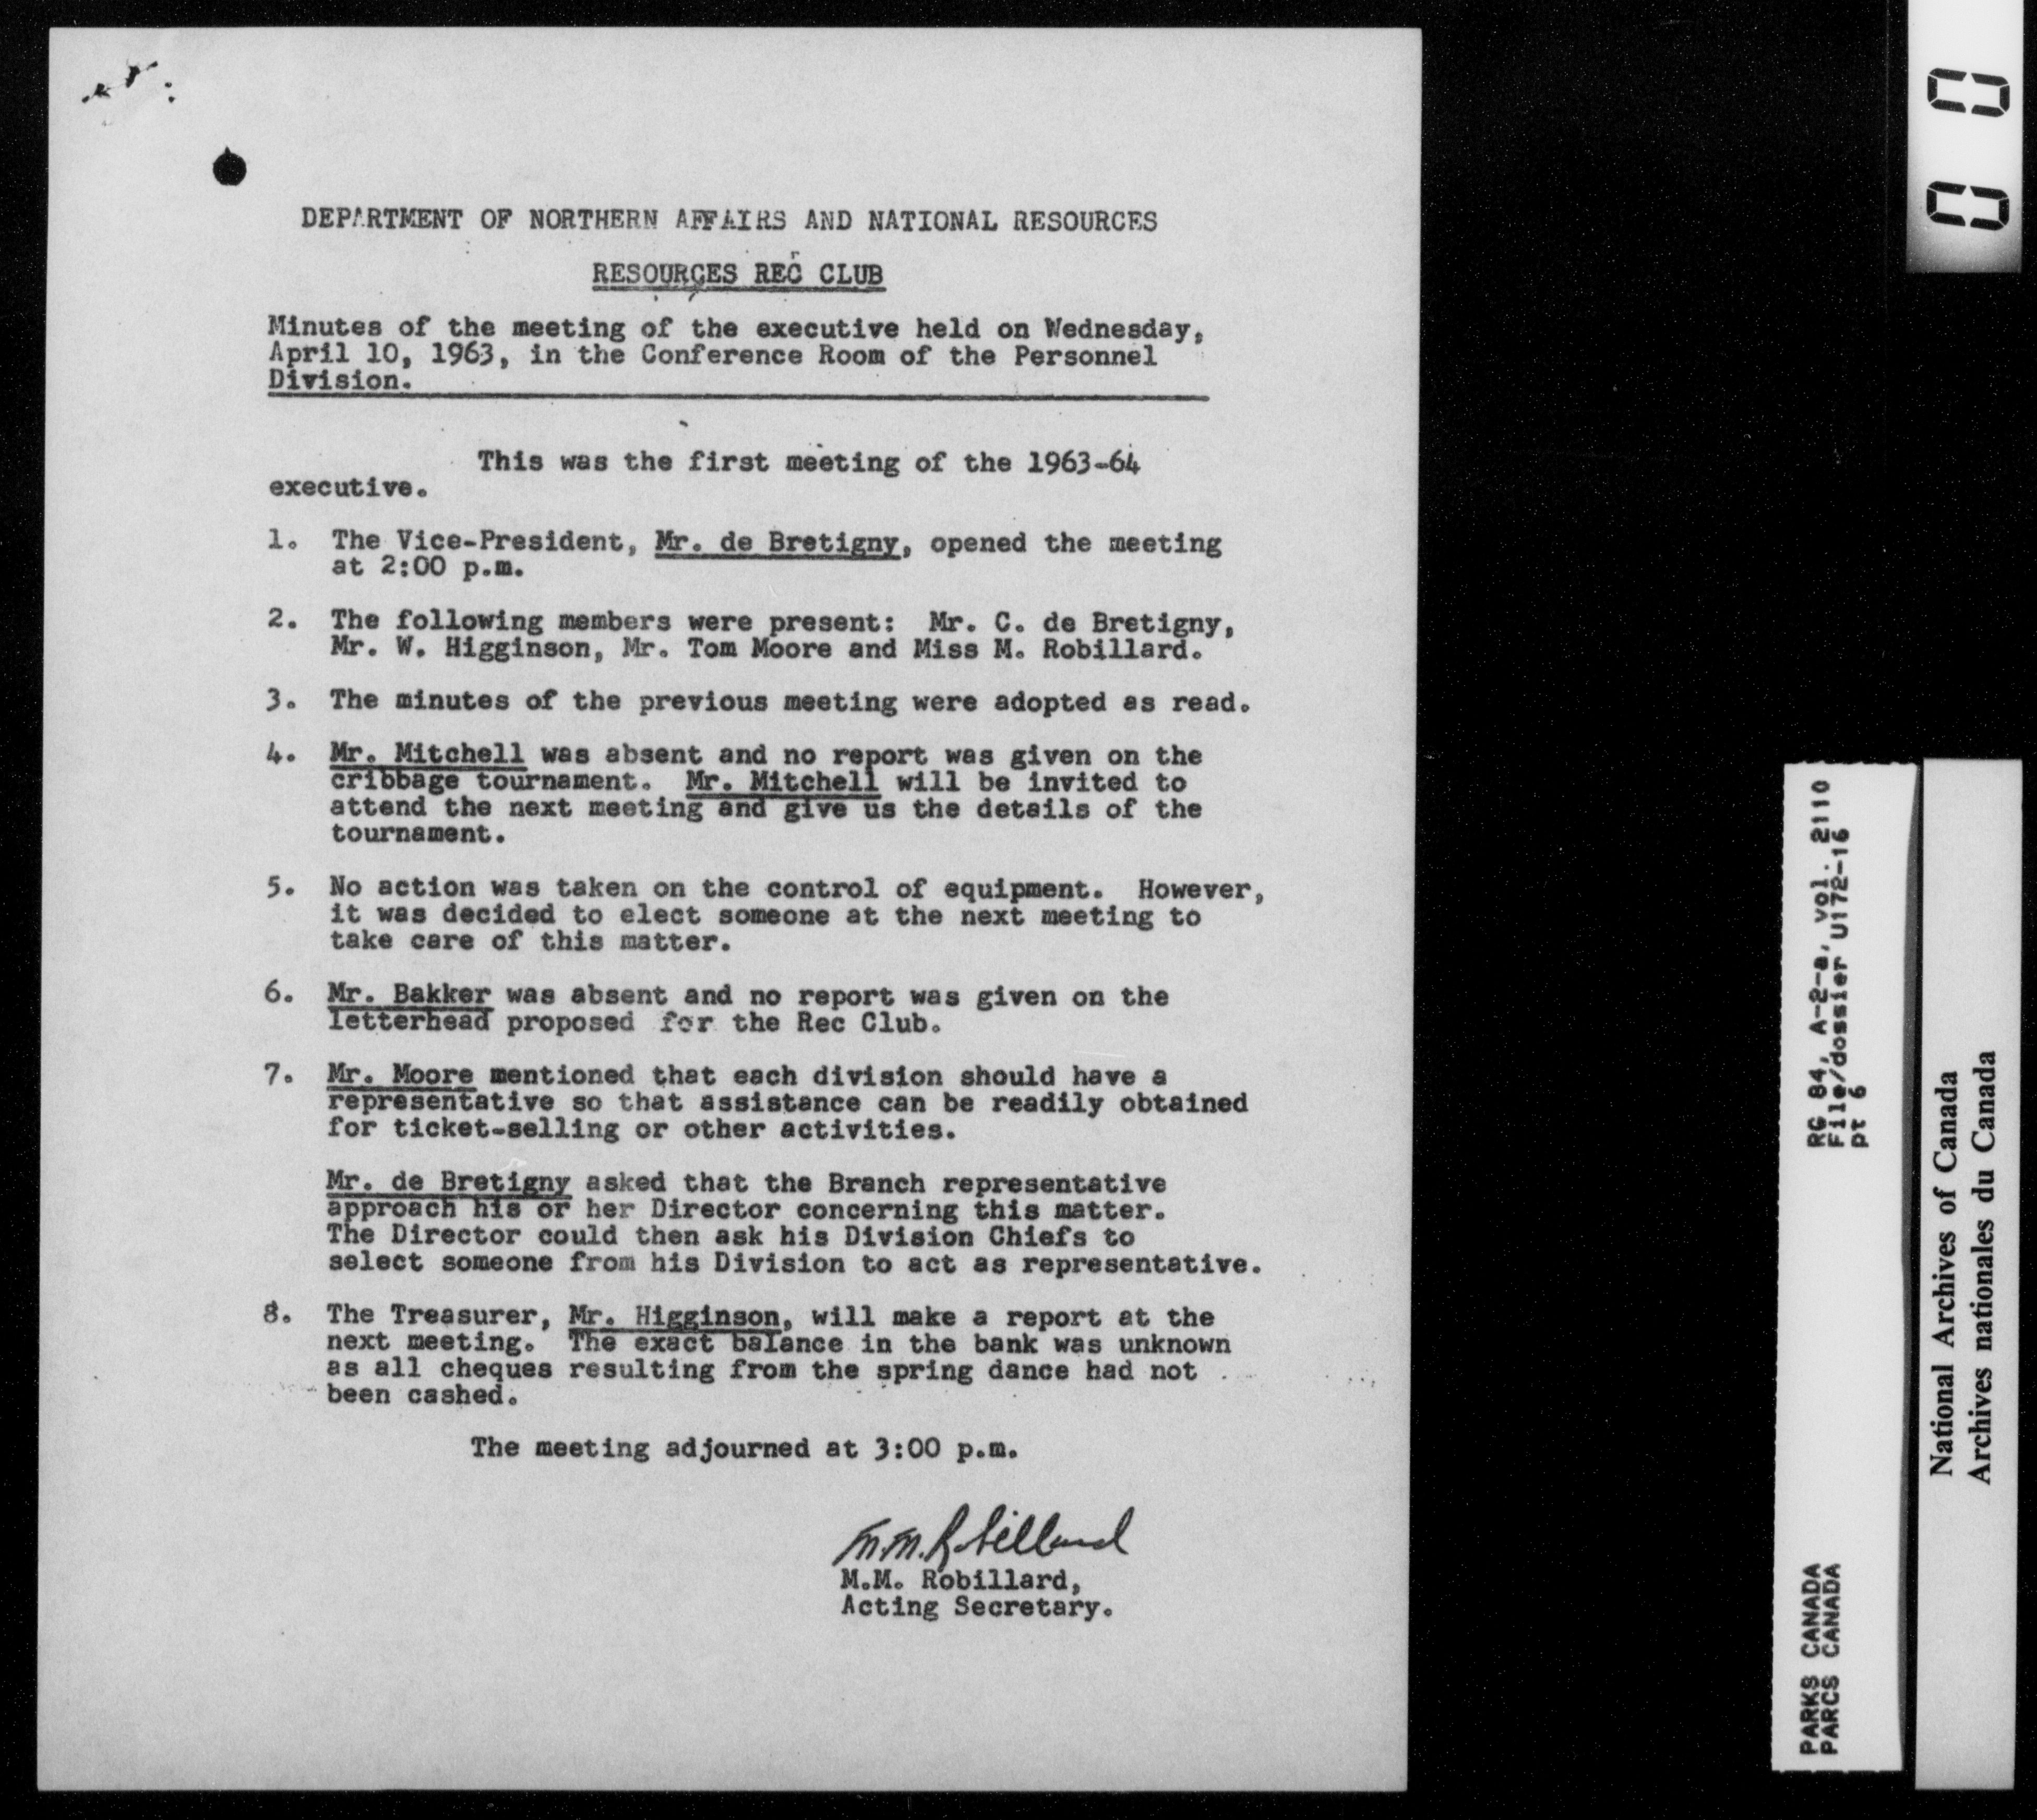 DEPARTMENT OF NORTHERN AFFAIRS AND NATIONAL RESOURCES
RESOURCES REC CLUB
Minutes of the meeting of the executive held on Wednesday,
April 10, 1963, in the Conference Room of the Personnel
Division.
This was the first meeting of the 1963-64
executive.
1. The Vice-President, Mr. de Bretigny, opened the meeting
at 2:00 p.m.
2. The following members were present: Mr. C. de Bretigny,
Mr. W. Higginson, Mr. Tom Moore and Miss M. Robillard.
3. The minutes of the previous meeting were adopted as read.
4. Mr. Mitchell was absent and no report was given on the
cribbage tournament. Mr. Mitchell will be invited to
attend the next meeting and give us the details of the
tournament.
5. No action was taken on the control of equipment. However,
it was decided to elect someone at the next meeting to
take care of this matter.
6. Mr. Bakker was absent and no report was given on the
letterhead proposed for the Rec Club.
7. Mr. Moore mentioned that each division should have a
representative so that assistance can be readily obtained
for ticket-selling or other activities.
Mr. de Bretigny asked that the Branch representative
approach his or her Director concerning this matter.
The Director could then ask his Division Chiefs to
select someone from his Division to act as representative.
8. The Treasurer, Mr. Higginson, will make a report at the
next meeting. The exact balance in the bank was unknown
as all cheques resulting from the spring dance had not
been cashed.
The meeting adjourned at 3:00 p.m.
M.M. Robillard
M.M. Robillard,
Acting Secretary.
00
RG 84, A-2-a, vol. 2110
File/dossier U172-16
pt 6
PARKS CANADA
PARCS CANADA
National Archives of Canada
Archives nationales du Canada